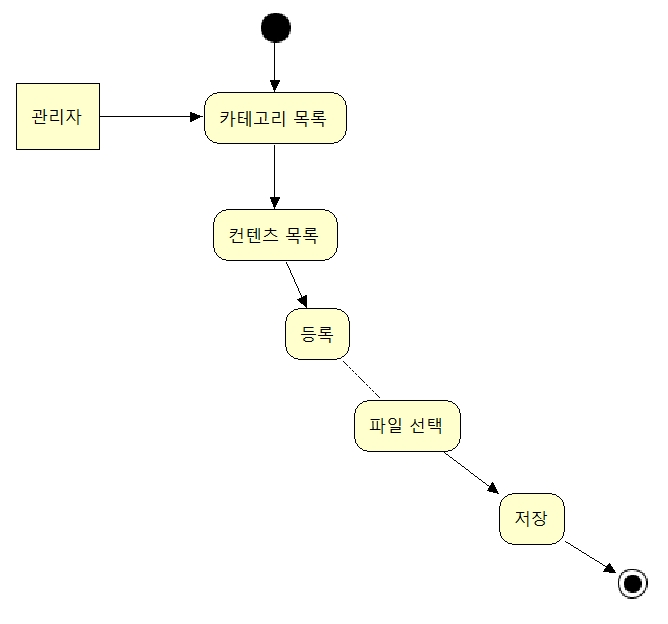 관리자
카테고리 목록
컨텐츠 목록
등록
파일 선택
저장